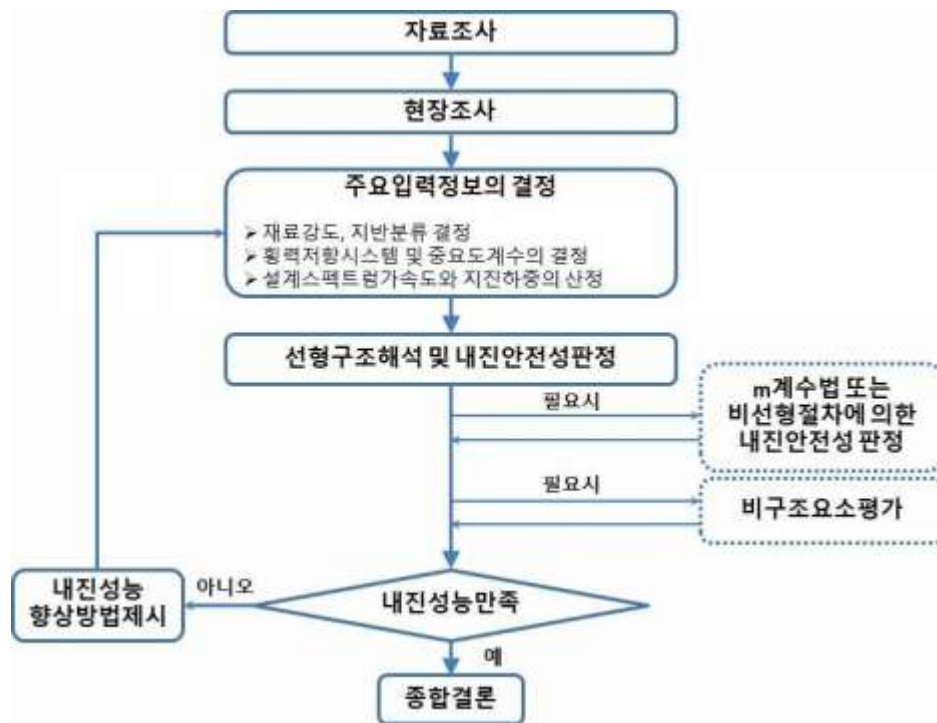 자료조사
현장조사
주요입력정보의 결정
➢ 재료강도, 지반분류 결정
➢ 횡력저항시스템 및 중요도계수의 결정
➢ 설계스펙트럼가속도와 지진하중의 산정
선형구조해석 및 내진안전성판정
필요시
m계수법 또는
비선형절차에 의한
내진안전성 판정
필요시
비구조요소평가
내진성능
향상방법제시
아니오
내진성능만족
예
종합결론